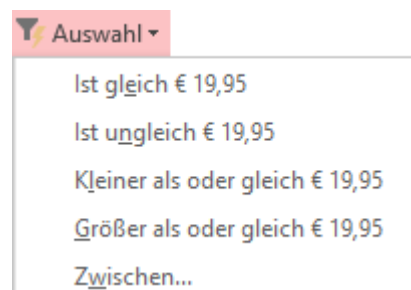 Auswahl
Ist gleich € 19,95
Ist ungleich € 19,95
Kleiner als oder gleich € 19,95
Größer als oder gleich € 19,95
Zwischen...